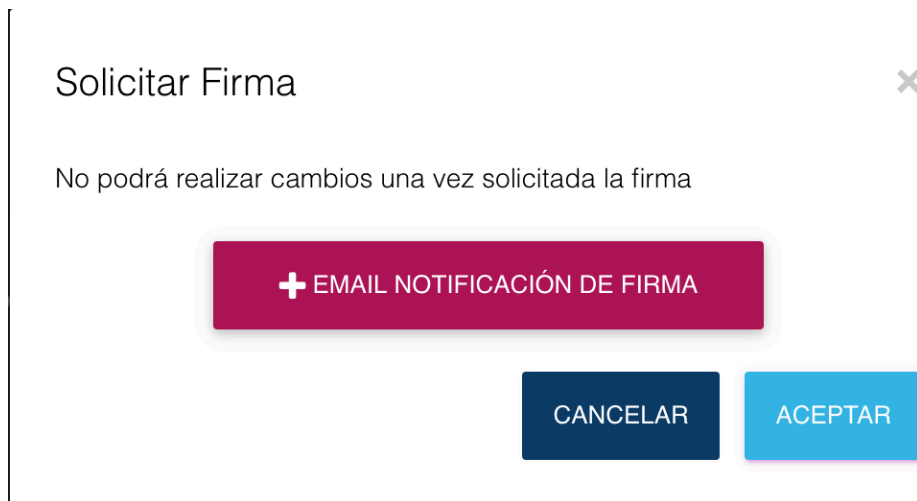 Solicitar Firma
No podrá realizar cambios una vez solicitada la firma
EMAIL NOTIFICACIÓN DE FIRMA
CANCELAR
ACEPTAR